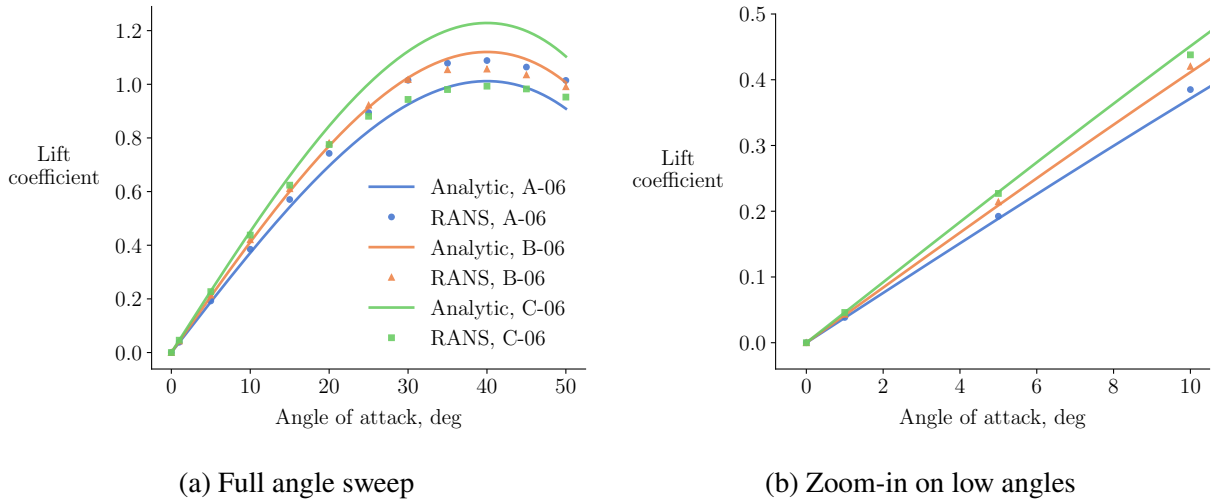 1.2
1.0
0.8
0.6
0.4
0.2
0.0
Lift
coefficient
Analytic, A-06
RANS, A-06
Analytic, B-06
RANS, B-06
Analytic, C-06
RANS, C-06
0 10 20 30 40 50
Angle of attack, deg
(a) Full angle sweep
0.5
0.4
0.3
0.2
0.1
0.0
Lift
coefficient
0 2 4 6 8 10
Angle of attack, deg
(b) Zoom-in on low angles